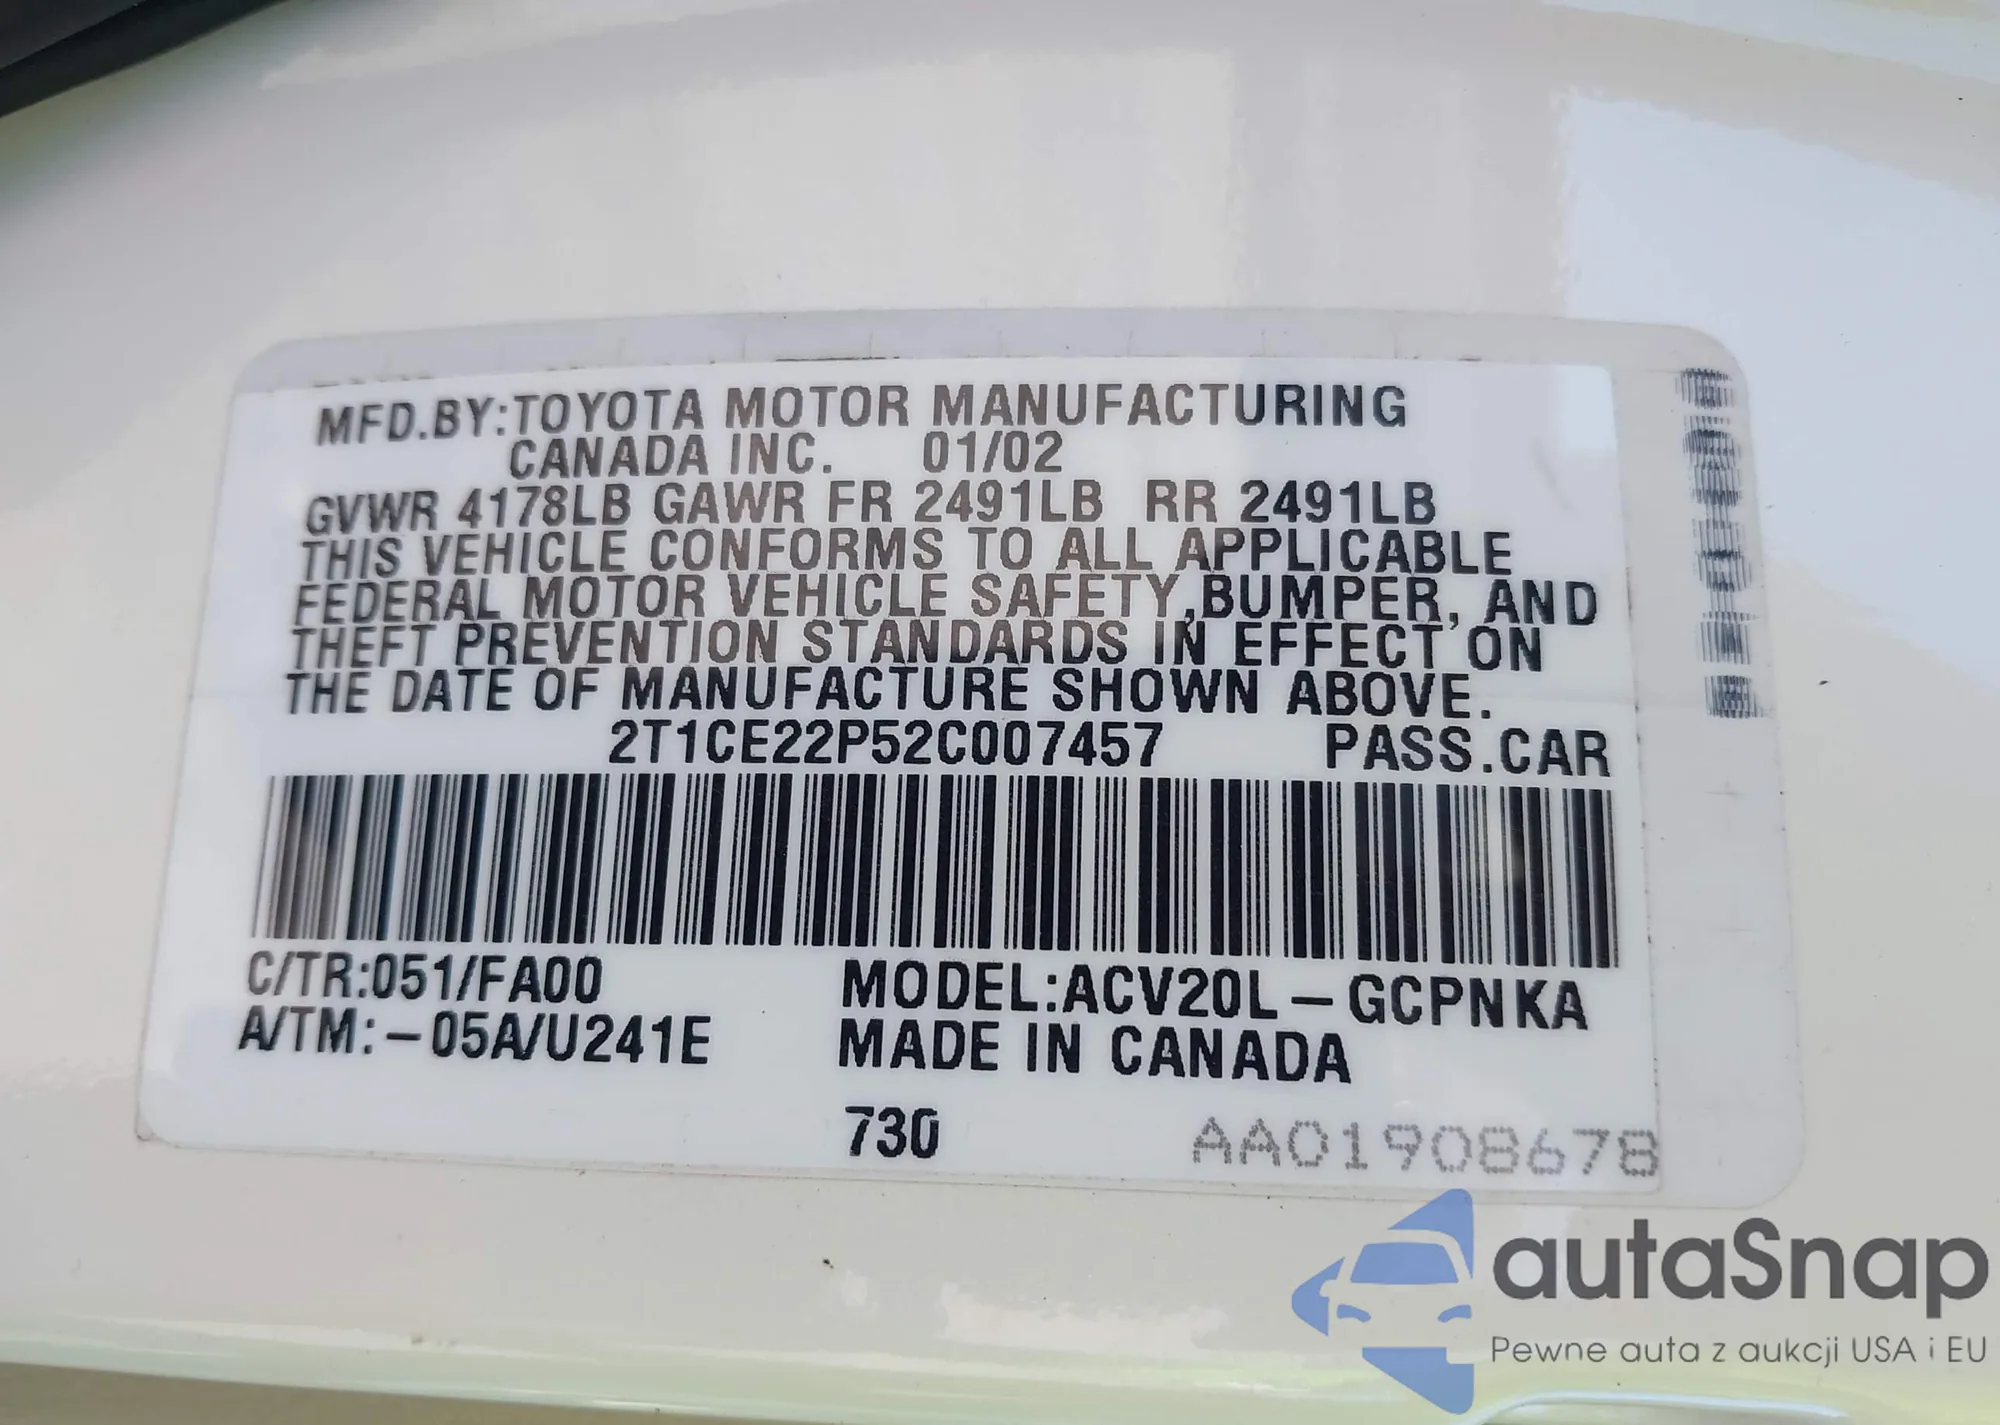 MFD.BY:TOYOTA MOTOR MANUFACTURING
CANADA INC. 01/02
GVWR 4178LB GAWR FR 2491LB RR 2491LB
THIS VEHICLE CONFORMS TO ALL APPLICABLE
FEDERAL MOTOR VEHICLE SAFETY,BUMPER, AND
THEFT PREVENTION STANDARDS IN EFFECT ON
THE DATE OF MANUFACTURE SHOWN ABOVE.
2T1CE22P52C007457 PASS.CAR
C/TR:051/FA00 MODEL:ACV20L-GCPNKA
A/TM:-05A/U241E MADE IN CANADA
730 AA01908678
autaSnap
Pewne auta z aukcji USA i EU